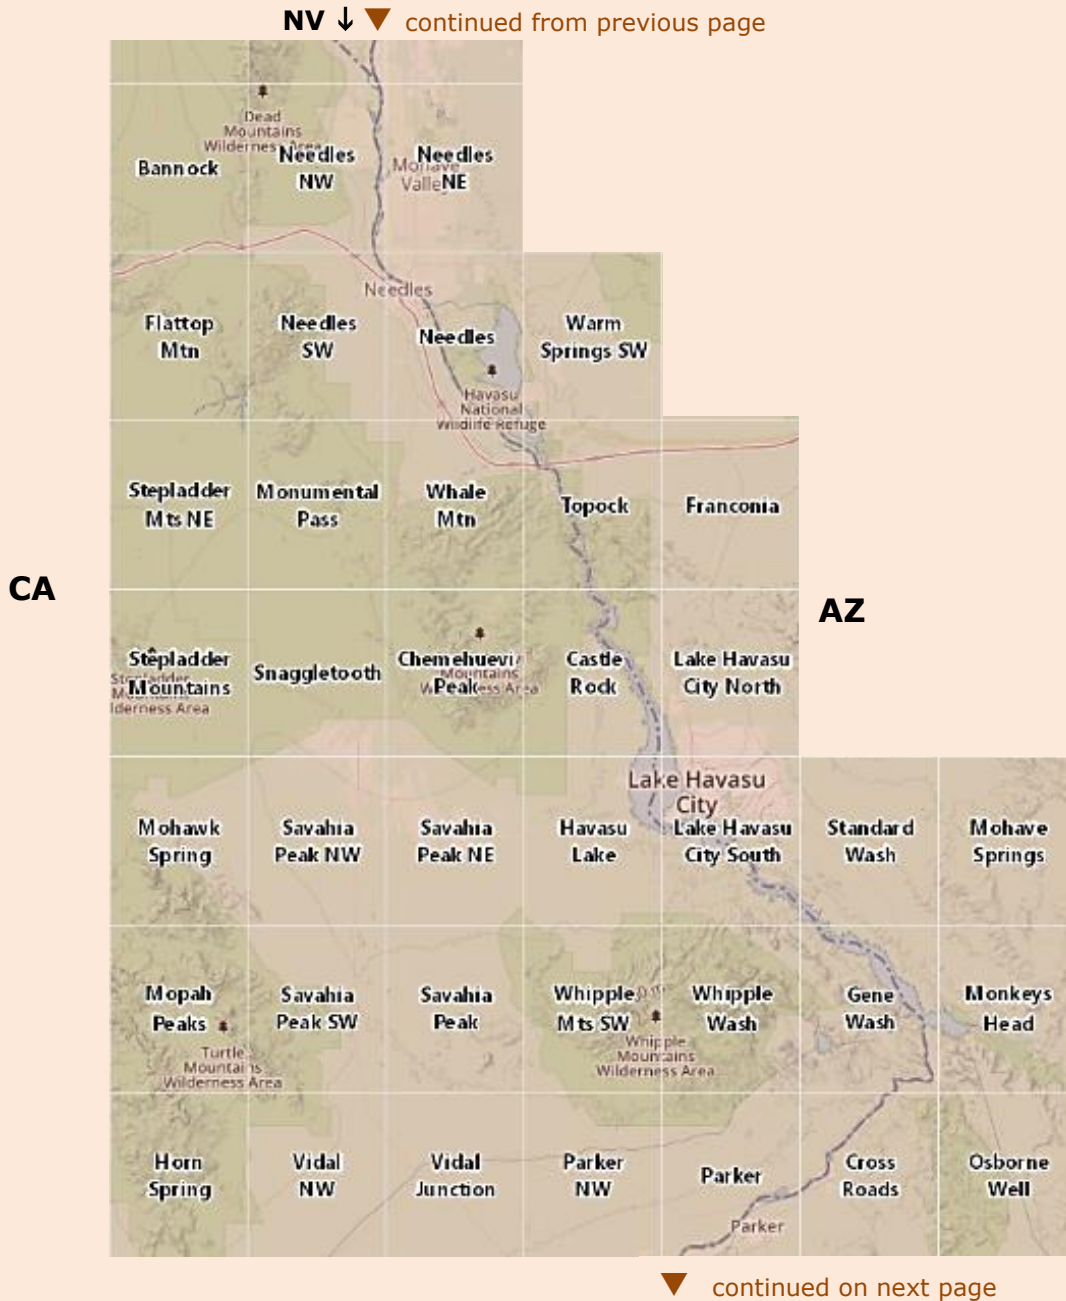 NV ↓ ▼ continued from previous page
Dead
Mountains
Wilderness Area
Bannock
Needles
NW
Mohave
Valley
Needles
NE
Needles
Flattop
Mtn
Needles
SW
Needles
Warm
Springs SW
Havasu
National
Wildlife Refuge
Stepladder
Mts NE
Monumental
Pass
Whale
Mtn
Topock
Franconia
CA
AZ
Stepladder
Mountains
Stepladder
Mountains
lderness Area
Snaggletooth
Chemehuevi
Peak
Mountains
Wilderness Area
Castle
Rock
Lake Havasu
City North
Lake Havasu
City
Mohawk
Spring
Savahia
Peak NW
Savahia
Peak NE
Havasu
Lake
Lake Havasu
City South
Standard
Wash
Mohave
Springs
Mopah
Peaks
Savahia
Peak SW
Savahia
Peak
Whipple
Mts SW
Whipple
Wash
Gene
Wash
Monkeys
Head
Turtle
Mountains
Wilderness Area
Whipple
Mountains
Wilderness Area
Horn
Spring
Vidal
NW
Vidal
Junction
Parker
NW
Parker
Cross
Roads
Osborne
Well
Parker
▼ continued on next page